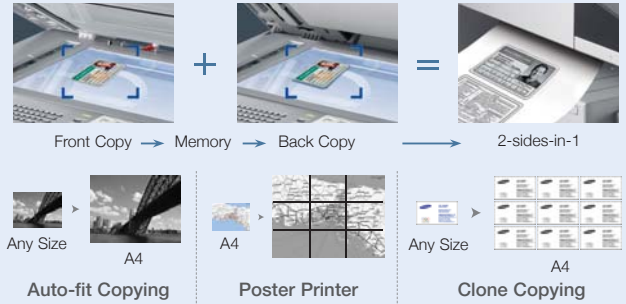 Front Copy → Memory → Back Copy → 2-sides-in-1
Any Size
A4
Auto-fit Copying
A4
Poster Printer
Any Size
A4
Clone Copying